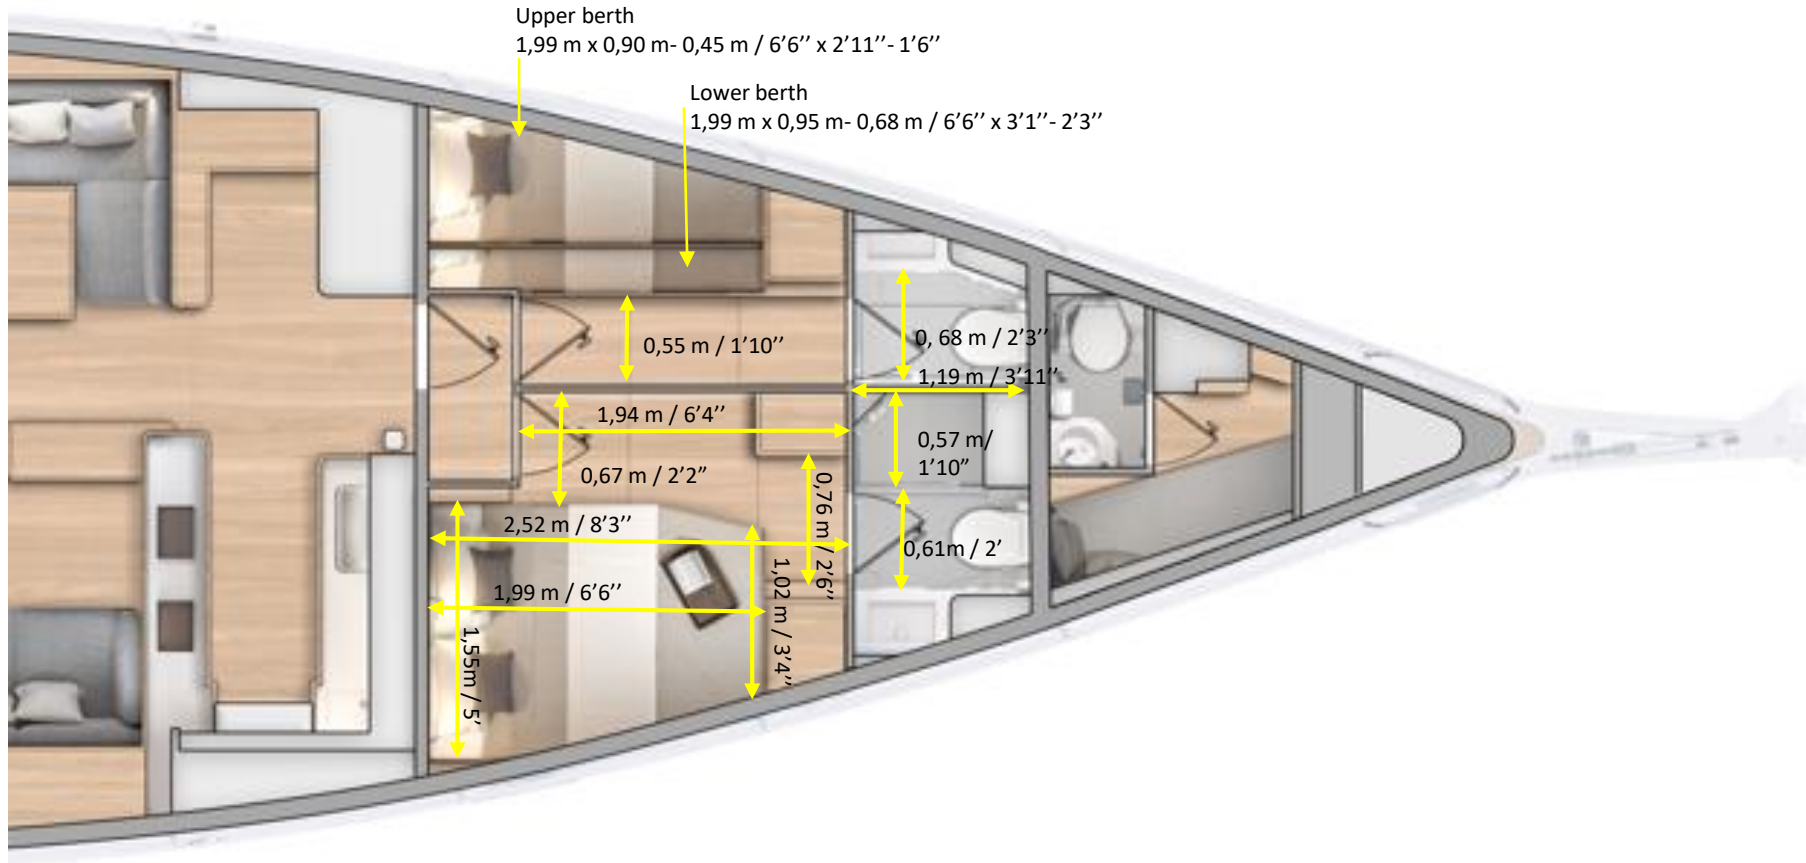 Upper berth
1,99 m x 0,90 m- 0,45 m / 6’6’’ x 2’11’’- 1’6’’
Lower berth
1,99 m x 0,95 m- 0,68 m / 6’6’’ x 3’1’’- 2’3’’
0,55 m / 1’10’’
0, 68 m / 2’3’’
1,19 m / 3’11’’
1,94 m / 6’4’’
0,57 m/
1’10’’
0,67 m / 2’2”
0,76 m / 2’6’’
2,52 m / 8’3’’
0,61m / 2’
1,99 m / 6’6’’
1,02 m / 3’4’’
1,55m / 5’